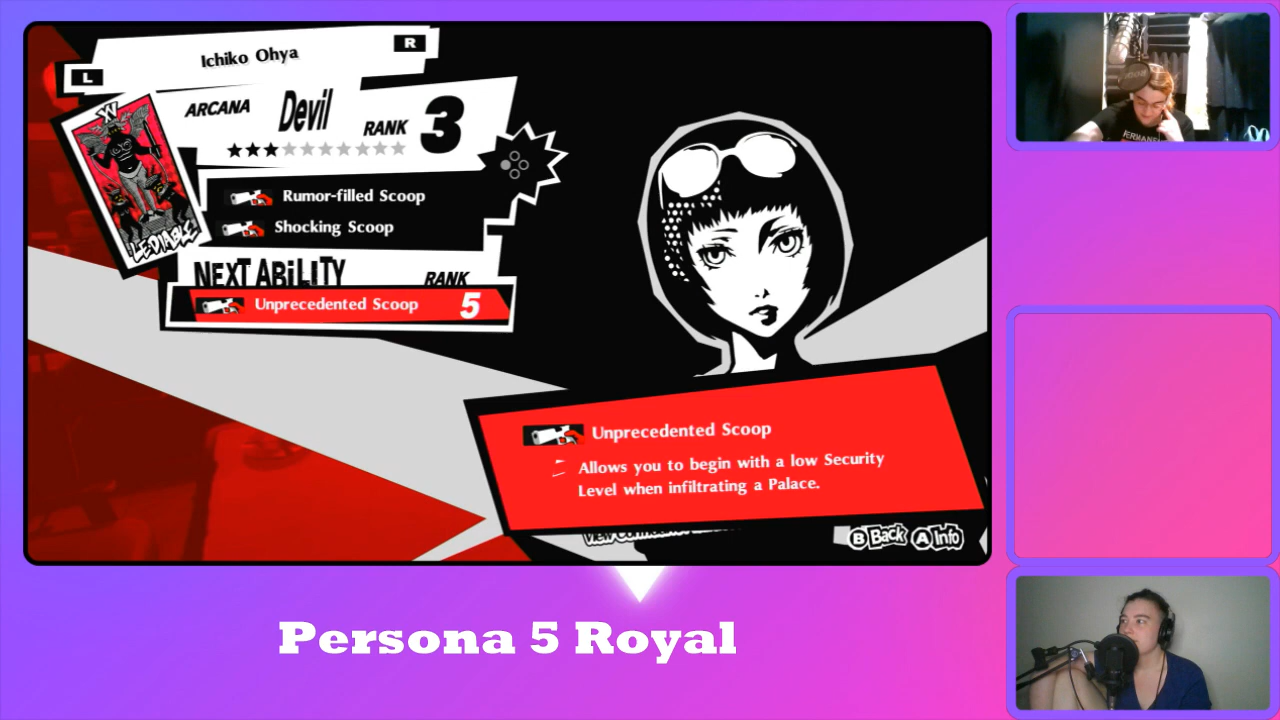 Ichiko Ohya
L
R
XV
LE DIABLE
ARCANA Devil RANK 3
Rumor-filled Scoop
Shocking Scoop
NEXT ABILITY RANK
Unprecedented Scoop 5
Unprecedented Scoop
Allows you to begin with a low Security
Level when infiltrating a Palace.
View
B Back A Info
Persona 5 Royal